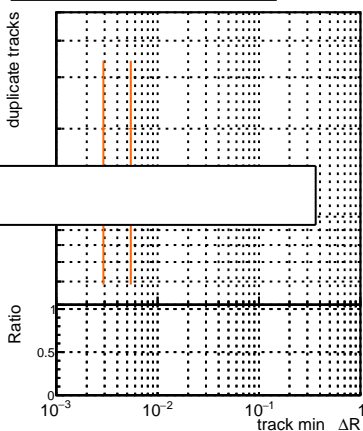 duplicate tracks
Ratio
1
0.5
0
10⁻³ 10⁻² 10⁻¹ 1
track min ΔR